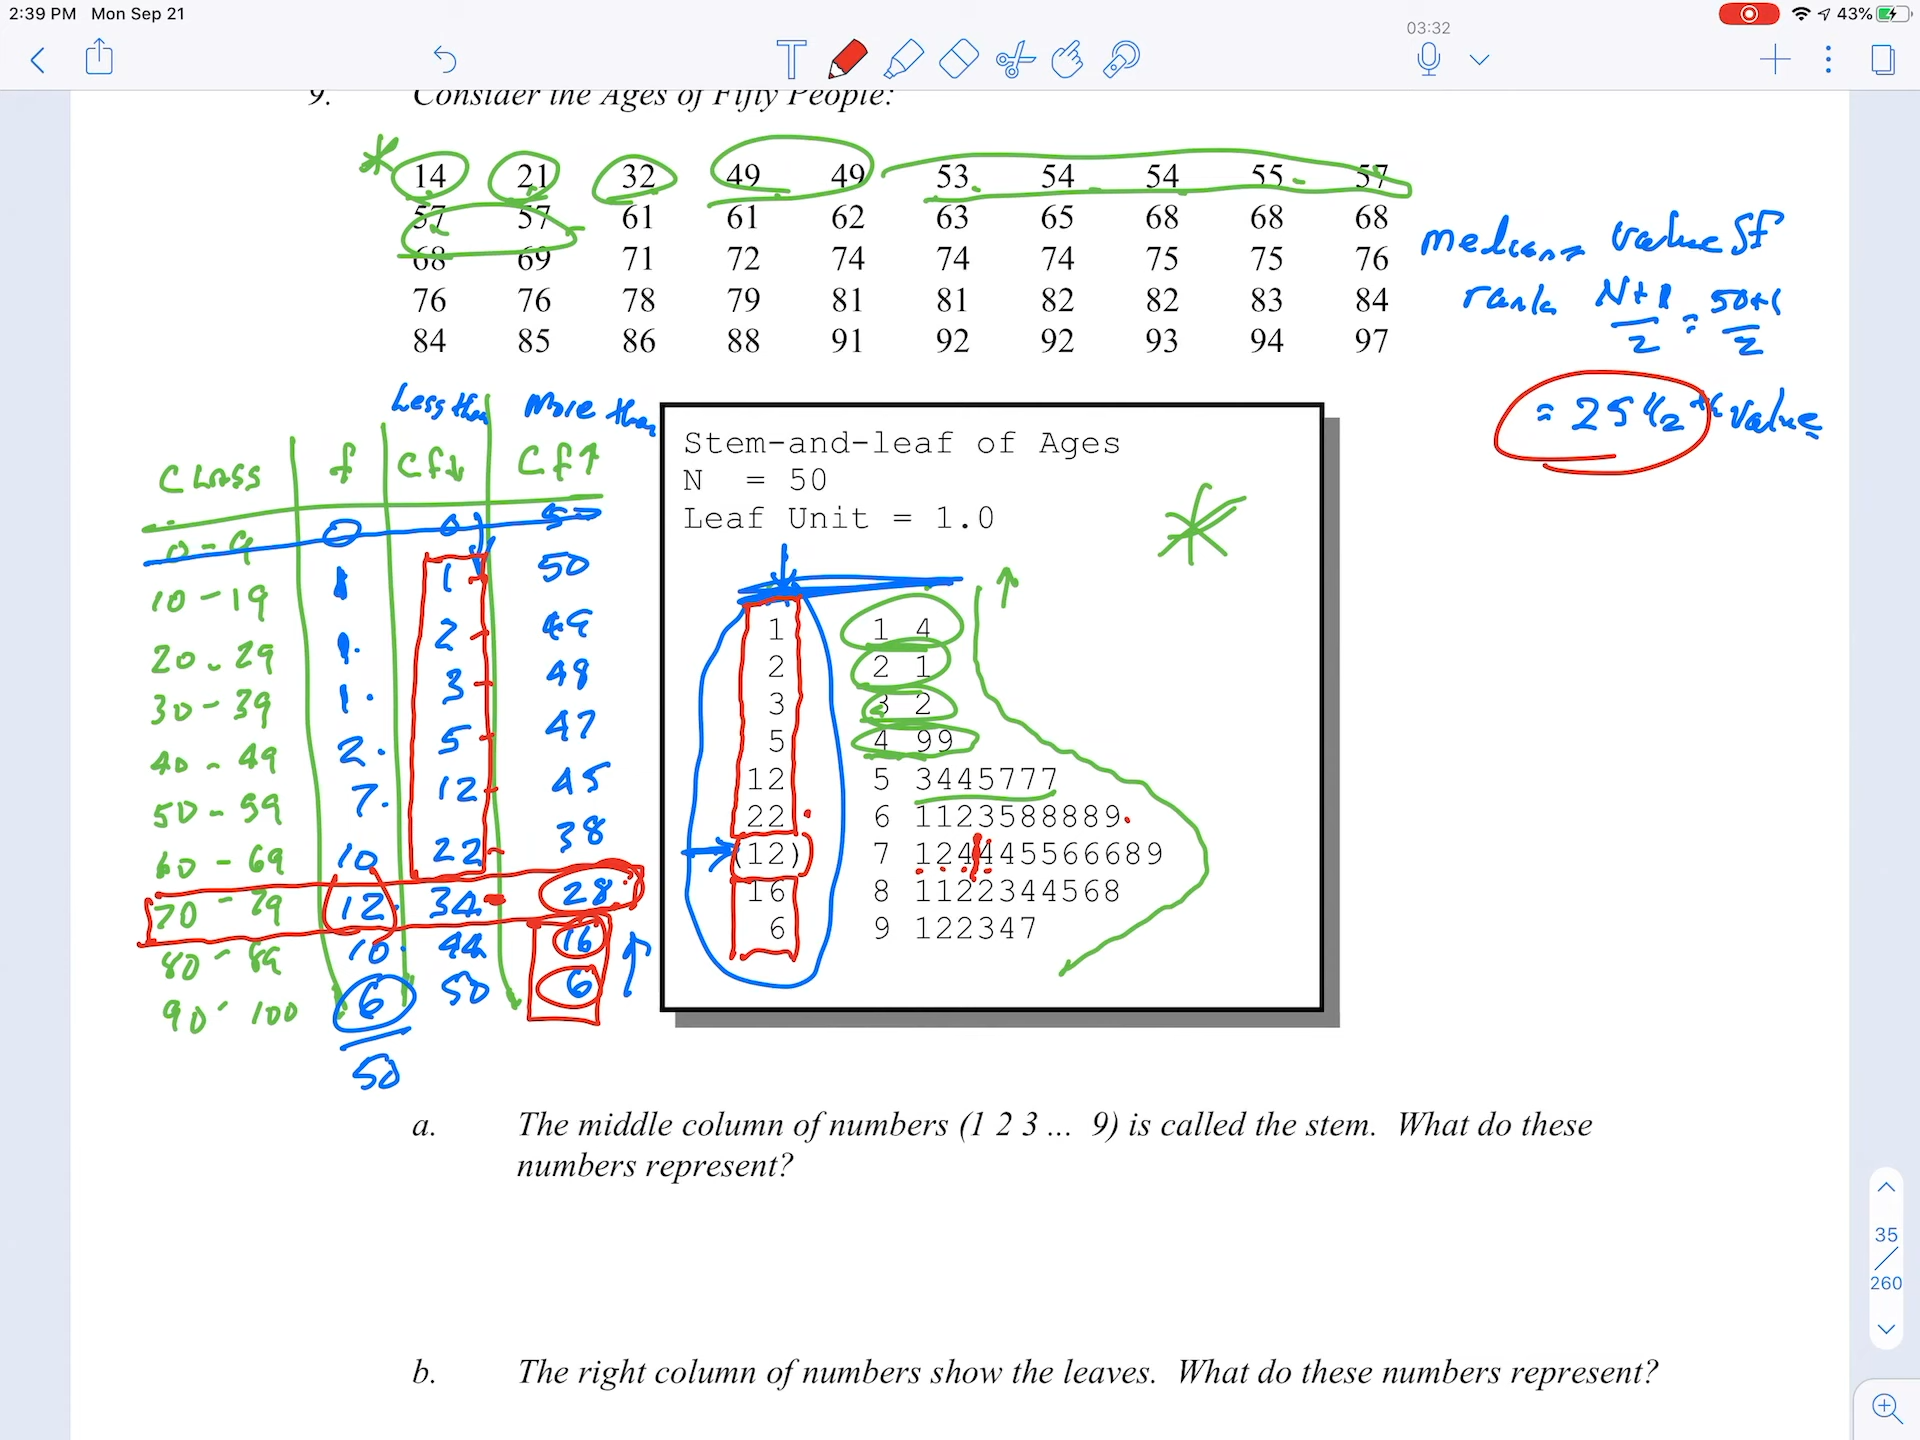 2:39 PM Mon Sep 21
43%
03:32
9. Consider the Ages of Fifty People:
14 21 32 49 49 53 54 54 55 57
57 57 61 61 62 63 65 68 68 68
68 69 71 72 74 74 74 75 75 76
76 76 78 79 81 81 82 82 83 84
84 85 86 88 91 92 92 93 94 97
median = value of
rank N+1/2 = 50+1/2
= 25 1/2 th value
Less than More than
CLASS f Cf↓ Cf↑
0-9 0 0 50
10-19 1 1 50
20-29 1 2 49
30-39 1 3 48
40-49 2 5 47
50-59 7 12 45
60-69 10 22 38
70-79 12 34 28
80-89 10 44 16
90-100 6 50 6
50
Stem-and-leaf of Ages
N = 50
Leaf Unit = 1.0
1 1 4
2 2 1
3 3 2
5 4 99
12 5 3445777
22 6 1123588889
(12) 7 124445566689
16 8 1122344568
6 9 122347
a. The middle column of numbers (1 2 3 ... 9) is called the stem. What do these
numbers represent?
b. The right column of numbers show the leaves. What do these numbers represent?
35
/
260